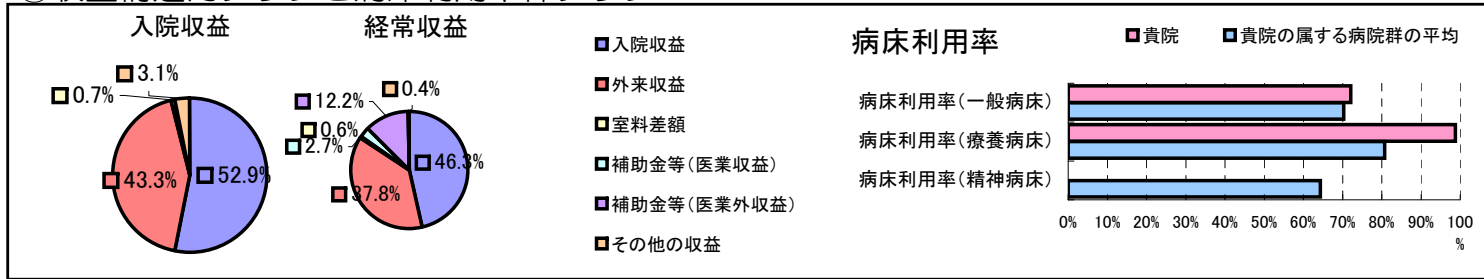 入院収益
3.1%
0.7%
43.3%
52.9%
経常収益
0.4%
12.2%
0.6%
2.7%
46.3%
37.8%
入院収益
外来収益
室料差額
補助金等(医業収益)
補助金等(医業外収益)
その他の収益
病床利用率
貴院
貴院の属する病院群の平均
病床利用率(一般病床)
病床利用率(療養病床)
病床利用率(精神病床)
0% 10% 20% 30% 40% 50% 60% 70% 80% 90% 100
%